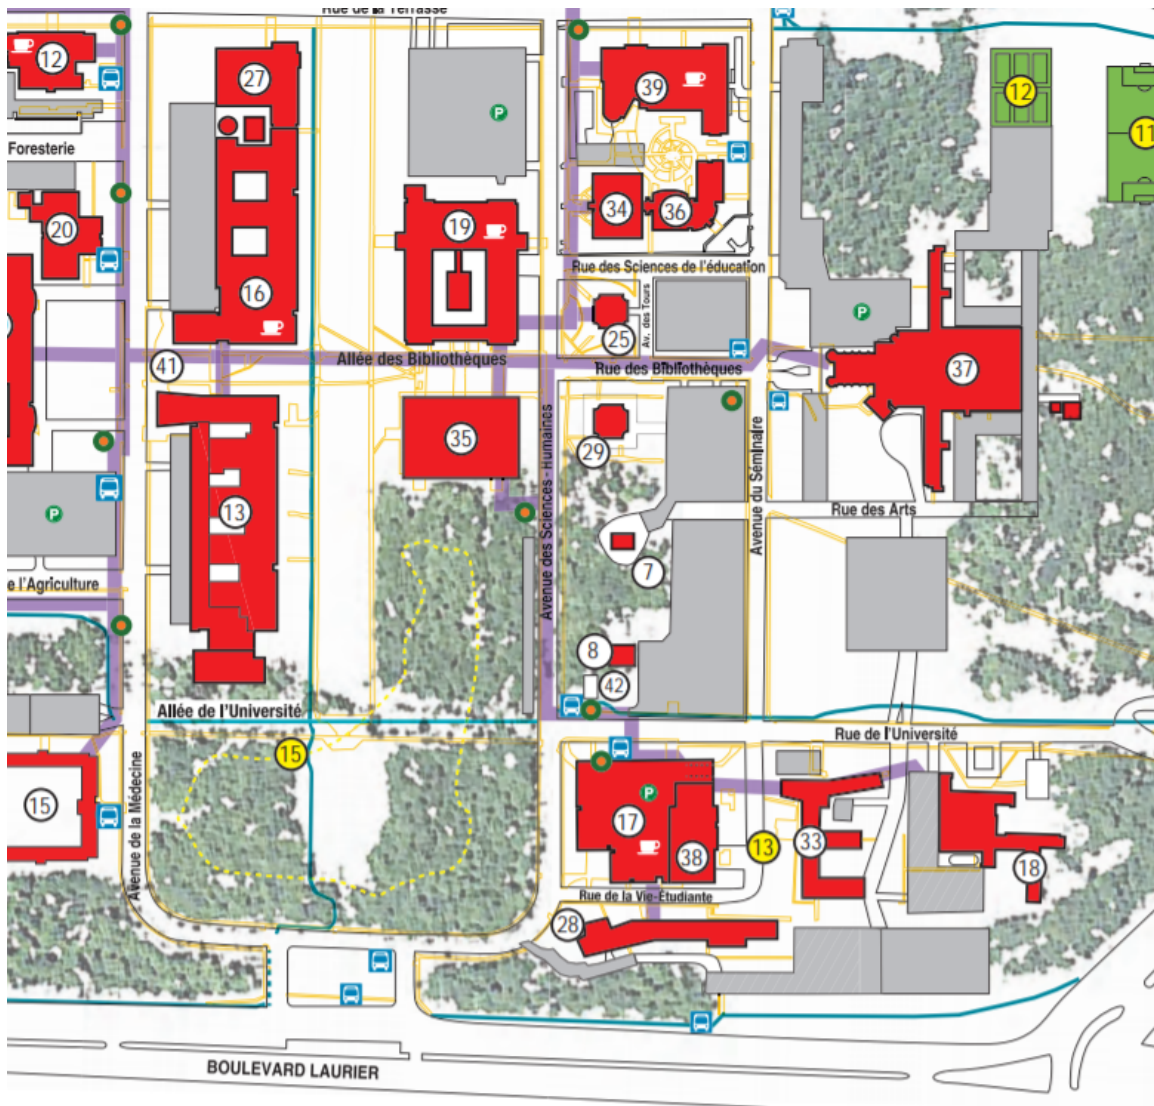 Rue de la Terrasse
12
27
39
P
12
11
Foresterie
20
19
34
36
16
Rue des Sciences de l'éducation
Av. des Tours
25
P
41
Allée des Bibliothèques
Rue des Bibliothèques
37
35
29
Avenue des Sciences - Humaines
Avenue du Séminaire
13
P
Rue des Arts
7
e l'Agriculture
8
42
Allée de l'Université
Rue de l'Université
15
15
Avenue de la Médecine
P
17
38
13
33
18
Rue de la Vie-Étudiante
28
BOULEVARD LAURIER